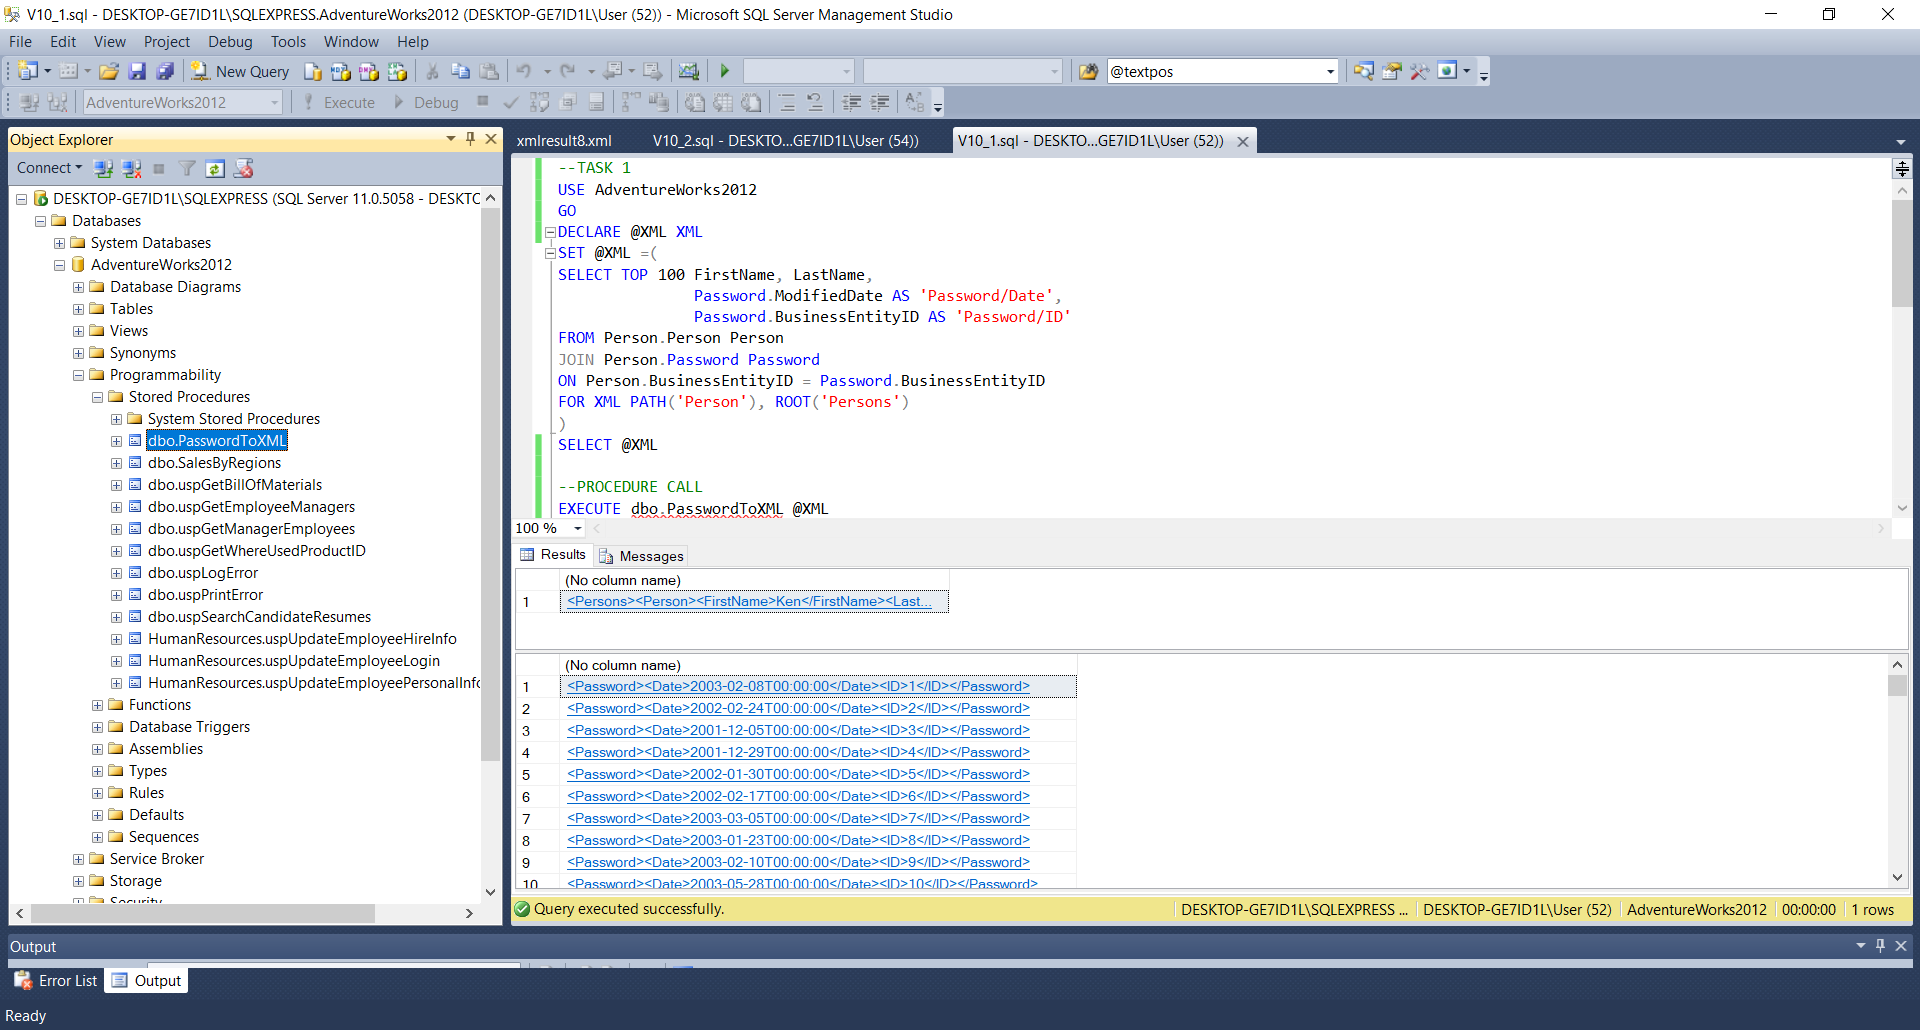 V10_1.sql - DESKTOP-GE7ID1L\SQLEXPRESS.AdventureWorks2012 (DESKTOP-GE7ID1L\User (52)) - Microsoft SQL Server Management Studio
File Edit View Project Debug Tools Window Help
New Query @textpos
AdventureWorks2012 Execute Debug
Object Explorer
Connect
DESKTOP-GE7ID1L\SQLEXPRESS (SQL Server 11.0.5058 - DESKTC
Databases
System Databases
AdventureWorks2012
Database Diagrams
Tables
Views
Synonyms
Programmability
Stored Procedures
System Stored Procedures
dbo.PasswordToXML
dbo.SalesByRegions
dbo.uspGetBillOfMaterials
dbo.uspGetEmployeeManagers
dbo.uspGetManagerEmployees
dbo.uspGetWhereUsedProductID
dbo.uspLogError
dbo.uspPrintError
dbo.uspSearchCandidateResumes
HumanResources.uspUpdateEmployeeHireInfo
HumanResources.uspUpdateEmployeeLogin
HumanResources.uspUpdateEmployeePersonalInfo
Functions
Database Triggers
Assemblies
Types
Rules
Defaults
Sequences
Service Broker
Storage
Security
xmlresult8.xml V10_2.sql - DESKTO...GE7ID1L\User (54)) V10_1.sql - DESKTO...GE7ID1L\User (52))
--TASK 1
USE AdventureWorks2012
GO
DECLARE @XML XML
SET @XML =(
SELECT TOP 100 FirstName, LastName,
Password.ModifiedDate AS 'Password/Date',
Password.BusinessEntityID AS 'Password/ID'
FROM Person.Person Person
JOIN Person.Password Password
ON Person.BusinessEntityID = Password.BusinessEntityID
FOR XML PATH('Person'), ROOT('Persons')
)
SELECT @XML
--PROCEDURE CALL
EXECUTE dbo.PasswordToXML @XML
100 %
Results Messages
(No column name)
1 <Persons><Person><FirstName>Ken</FirstName><Last...
(No column name)
1 <Password><Date>2003-02-08T00:00:00</Date><ID>1</ID></Password>
2 <Password><Date>2002-02-24T00:00:00</Date><ID>2</ID></Password>
3 <Password><Date>2001-12-05T00:00:00</Date><ID>3</ID></Password>
4 <Password><Date>2001-12-29T00:00:00</Date><ID>4</ID></Password>
5 <Password><Date>2002-01-30T00:00:00</Date><ID>5</ID></Password>
6 <Password><Date>2002-02-17T00:00:00</Date><ID>6</ID></Password>
7 <Password><Date>2003-03-05T00:00:00</Date><ID>7</ID></Password>
8 <Password><Date>2003-01-23T00:00:00</Date><ID>8</ID></Password>
9 <Password><Date>2003-02-10T00:00:00</Date><ID>9</ID></Password>
10 <Password><Date>2003-05-28T00:00:00</Date><ID>10</ID></Password>
Query executed successfully. DESKTOP-GE7ID1L\SQLEXPRESS ... DESKTOP-GE7ID1L\User (52) AdventureWorks2012 00:00:00 1 rows
Output
Error List Output
Ready